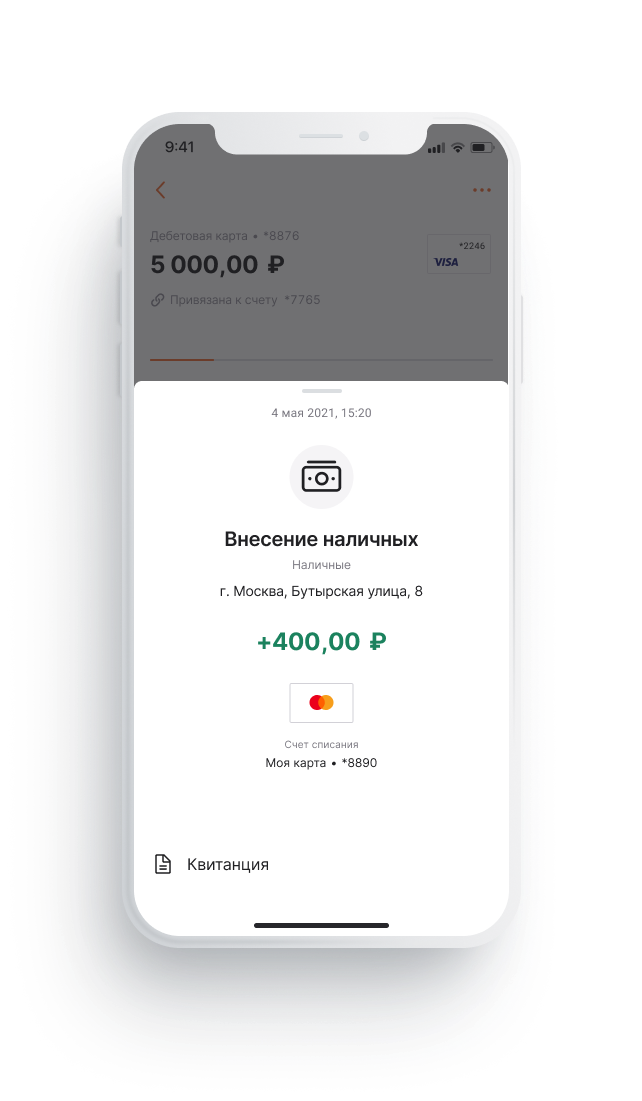 9:41
Дебетовая карта • *8876
5 000,00 ₽
*2246
VISA
Привязана к счету *7765
4 мая 2021, 15:20
Внесение наличных
Наличные
г. Москва, Бутырская улица, 8
+400,00 ₽
Счет списания
Моя карта • *8890
Квитанция